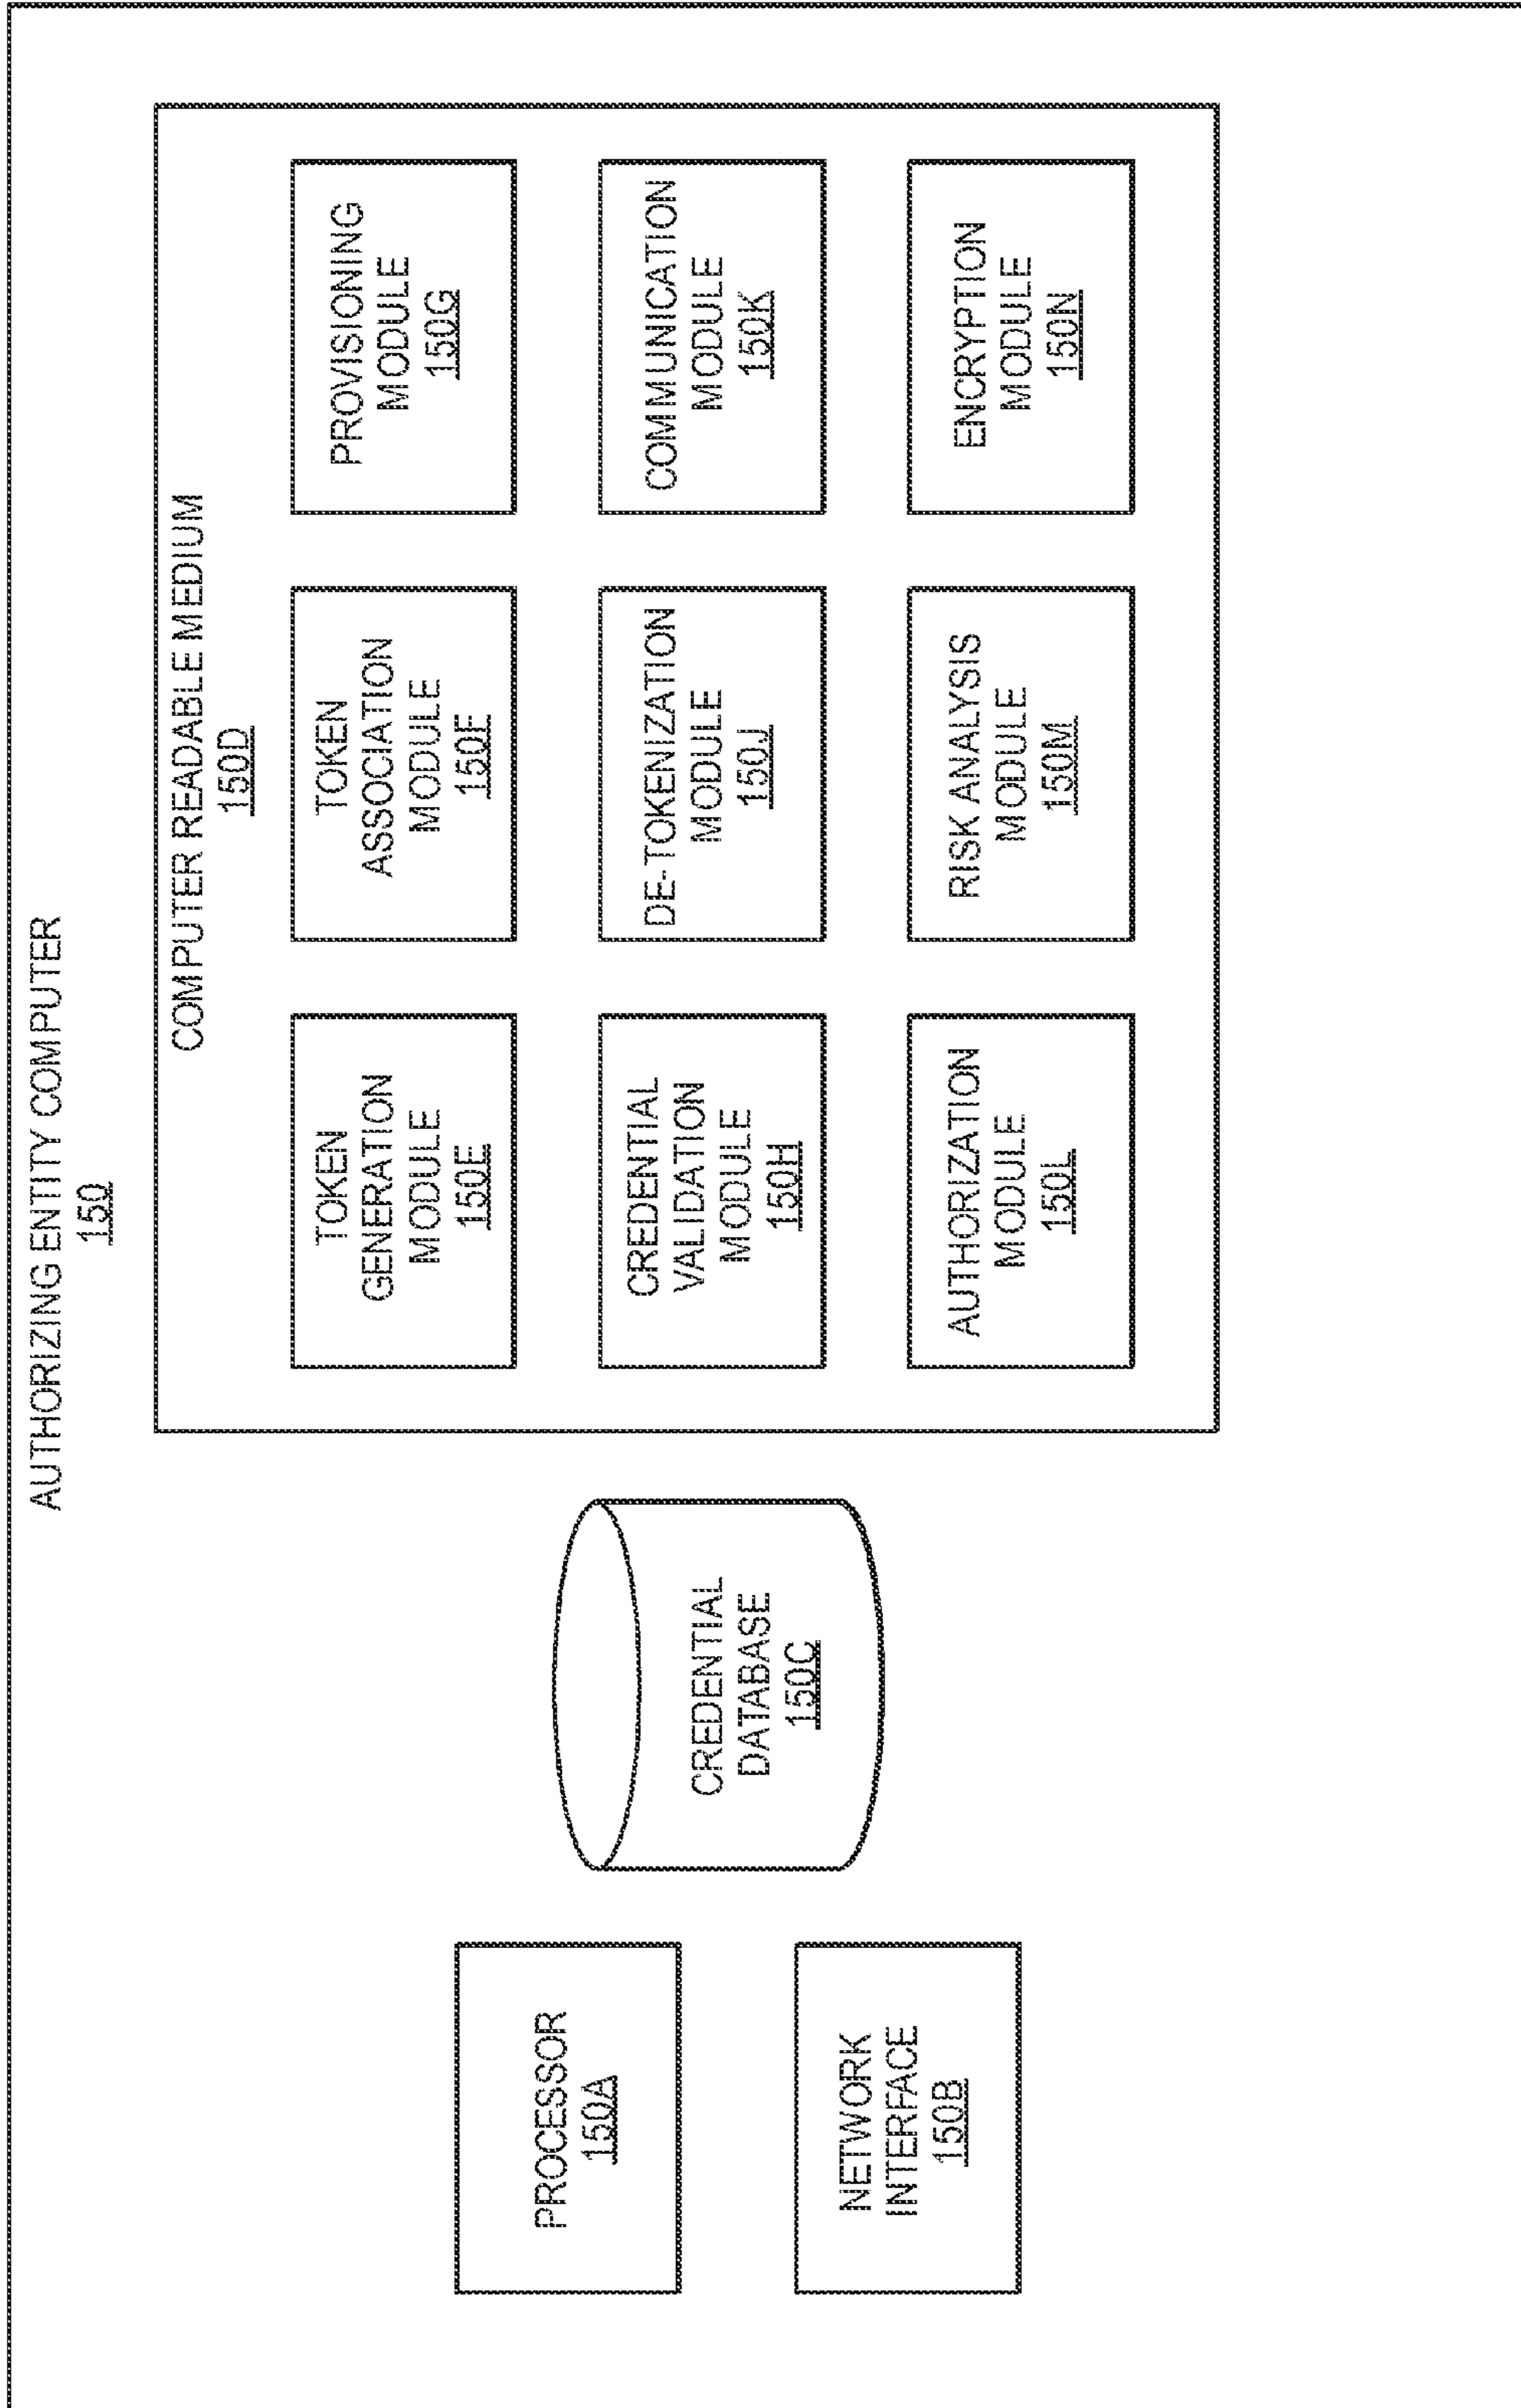 AUTHORIZING ENTITY COMPUTER
150
PROCESSOR
150A
NETWORK
INTERFACE
150B
CREDENTIAL
DATABASE
150C
COMPUTER READABLE MEDIUM
150D
TOKEN
GENERATION
MODULE
150E
TOKEN
ASSOCIATION
MODULE
150F
PROVISIONING
MODULE
150G
CREDENTIAL
VALIDATION
MODULE
150H
DE-TOKENIZATION
MODULE
150J
COMMUNICATION
MODULE
150K
AUTHORIZATION
MODULE
150L
RISK ANALYSIS
MODULE
150M
ENCRYPTION
MODULE
150N